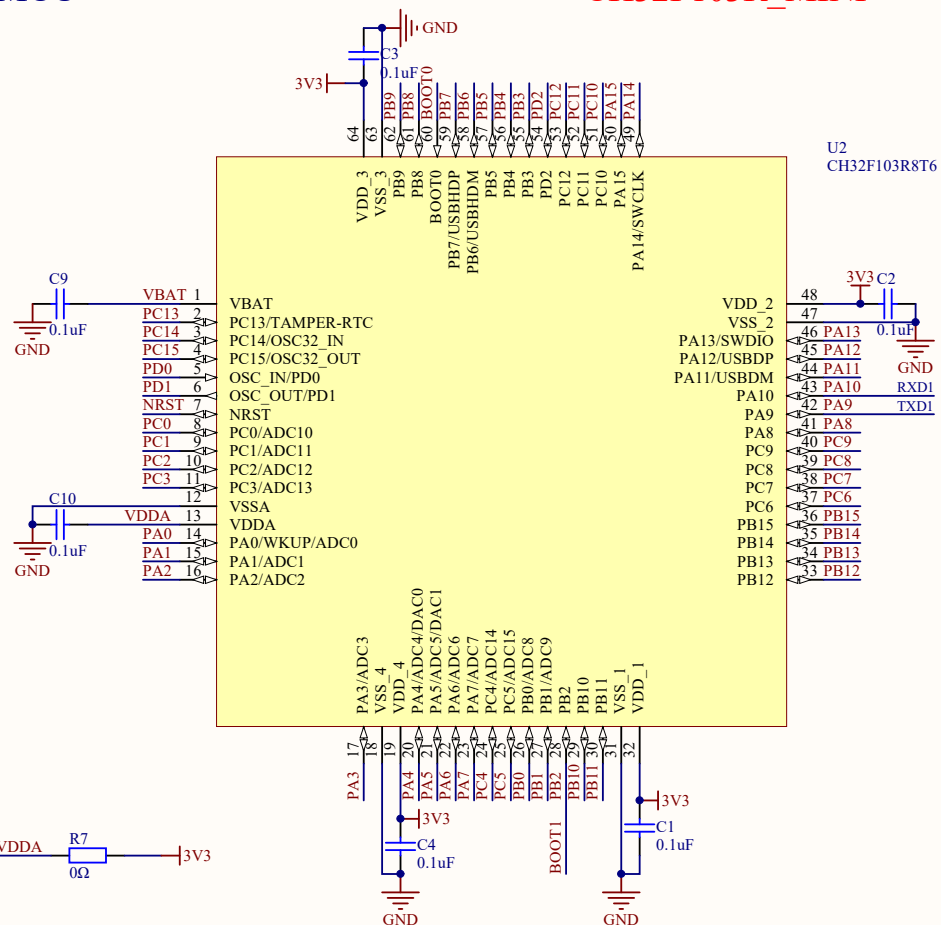 GND
C3
0.1uF
3V3
PB9
PB8
BOOT0
PB7
PB6
PB5
PB4
PB3
PD2
PC12
PC11
PC10
PA15
PA14
64
63
62
61
60
59
58
57
56
55
54
53
52
51
50
49
U2
CH32F103R8T6
VDD_3
VSS_3
PB9
PB8
BOOT0
PB7/USBHDP
PB6/USBHDM
PB5
PB4
PB3
PD2
PC12
PC11
PC10
PA15
PA14/SWCLK
C9
0.1uF
GND
VBAT 1 VBAT
PC13 2 PC13/TAMPER-RTC
PC14 3 PC14/OSC32_IN
PC15 4 PC15/OSC32_OUT
PD0 5 OSC_IN/PD0
PD1 6 OSC_OUT/PD1
NRST 7 NRST
PC0 8 PC0/ADC10
PC1 9 PC1/ADC11
PC2 10 PC2/ADC12
PC3 11 PC3/ADC13
12 VSSA
VDDA 13 VDDA
PA0 14 PA0/WKUP/ADC0
PA1 15 PA1/ADC1
PA2 16 PA2/ADC2
C10
0.1uF
GND
3V3
C2
0.1uF
GND
VDD_2 48
VSS_2 47
PA13/SWDIO 46 PA13
PA12/USBDP 45 PA12
PA11/USBDM 44 PA11
PA10 43 PA10 RXD1
PA9 42 PA9 TXD1
PA8 41 PA8
PC9 40 PC9
PC8 39 PC8
PC7 38 PC7
PC6 37 PC6
PB15 36 PB15
PB14 35 PB14
PB13 34 PB13
PB12 33 PB12
PA3/ADC3
VSS_4
VDD_4
PA4/ADC4/DAC0
PA5/ADC5/DAC1
PA6/ADC6
PA7/ADC7
PC4/ADC14
PC5/ADC15
PB0/ADC8
PB1/ADC9
PB2
PB10
PB11
VSS_1
VDD_1
17
18
19
20
21
22
23
24
25
26
27
28
29
30
31
32
PA3
PA4
PA5
PA6
PA7
PC4
PC5
PB0
PB1
PB2
PB10
PB11
BOOT1
3V3
C4
0.1uF
GND
3V3
C1
0.1uF
GND
VDDA
R7
0Ω
3V3